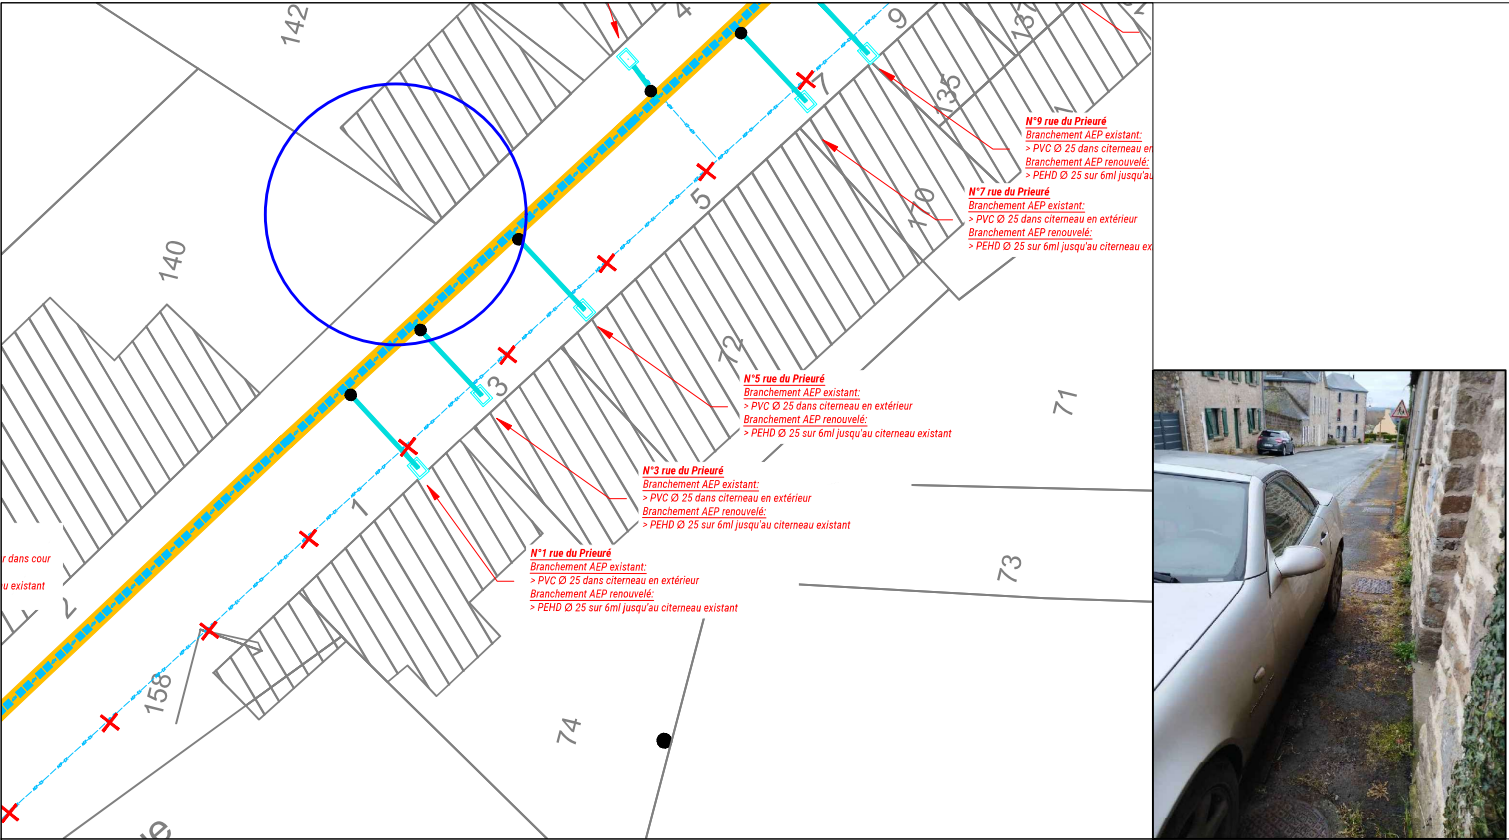 142
4
9
137
7
135
N°9 rue du Prieuré
Branchement AEP existant:
> PVC Ø 25 dans citerneau en
Branchement AEP renouvelé:
> PEHD Ø 25 sur 6ml jusqu'au
N°7 rue du Prieuré
Branchement AEP existant:
> PVC Ø 25 dans citerneau en extérieur
Branchement AEP renouvelé:
> PEHD Ø 25 sur 6ml jusqu'au citerneau ex
5
110
140
72
71
N°5 rue du Prieuré
Branchement AEP existant:
> PVC Ø 25 dans citerneau en extérieur
Branchement AEP renouvelé:
> PEHD Ø 25 sur 6ml jusqu'au citerneau existant
3
N°3 rue du Prieuré
Branchement AEP existant:
> PVC Ø 25 dans citerneau en extérieur
Branchement AEP renouvelé:
> PEHD Ø 25 sur 6ml jusqu'au citerneau existant
1
N°1 rue du Prieuré
Branchement AEP existant:
> PVC Ø 25 dans citerneau en extérieur
Branchement AEP renouvelé:
> PEHD Ø 25 sur 6ml jusqu'au citerneau existant
73
r dans cour
u existant
2
158
74